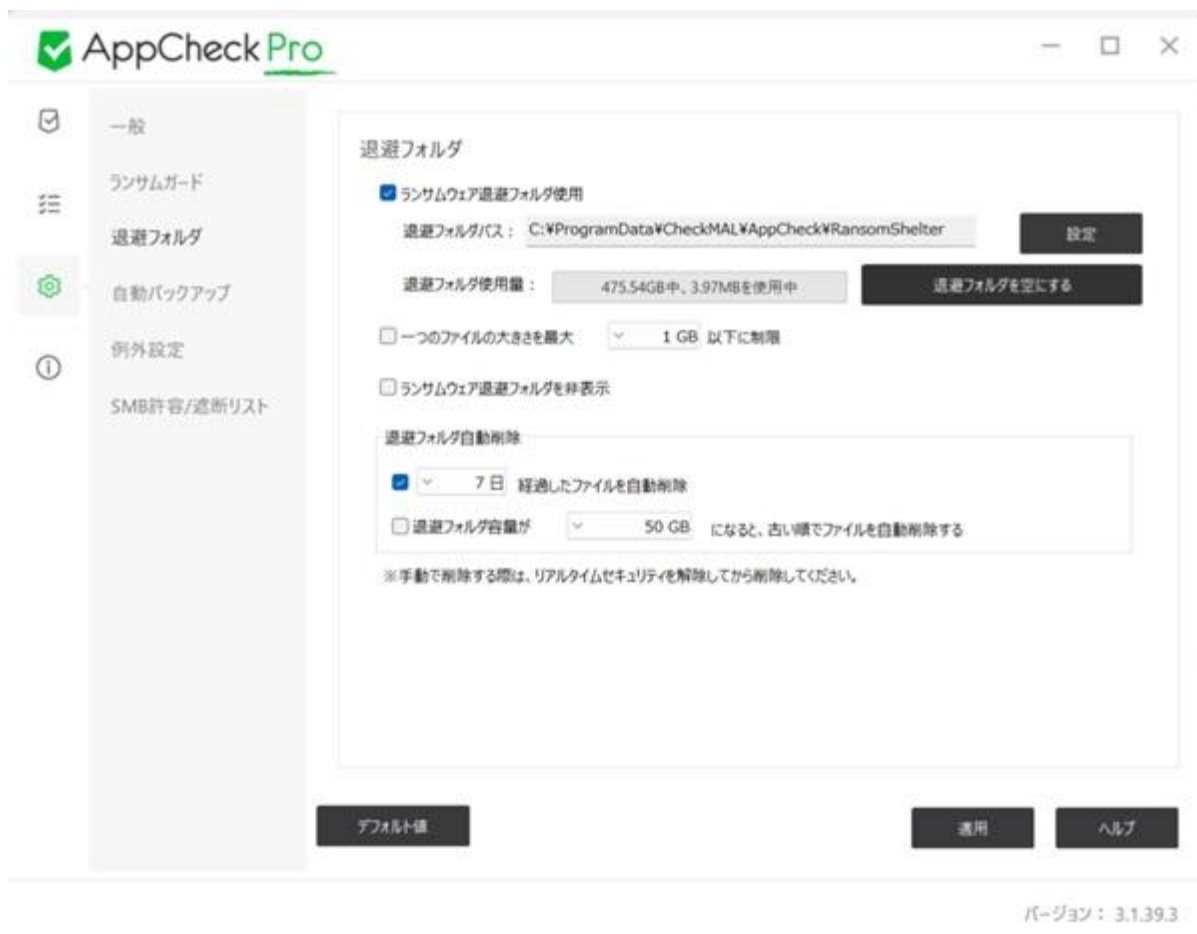 AppCheck Pro
一般
ランサムガード
退避フォルダ
自動バックアップ
例外設定
SMB許容/遮断リスト
退避フォルダ
ランサムウェア退避フォルダ使用
退避フォルダパス： C:¥ProgramData¥CheckMAL¥AppCheck¥RansomShelter 設定
退避フォルダ使用量： 475.54GB中、3.97MBを使用中 退避フォルダを空にする
一つのファイルの大きさを最大 1 GB 以下に制限
ランサムウェア退避フォルダを非表示
退避フォルダ自動削除
7 日 経過したファイルを自動削除
退避フォルダ容量が 50 GB になると、古い順でファイルを自動削除する
※手動で削除する際は、リアルタイムセキュリティを解除してから削除してください。
デフォルト値 適用 ヘルプ
バージョン： 3.1.39.3